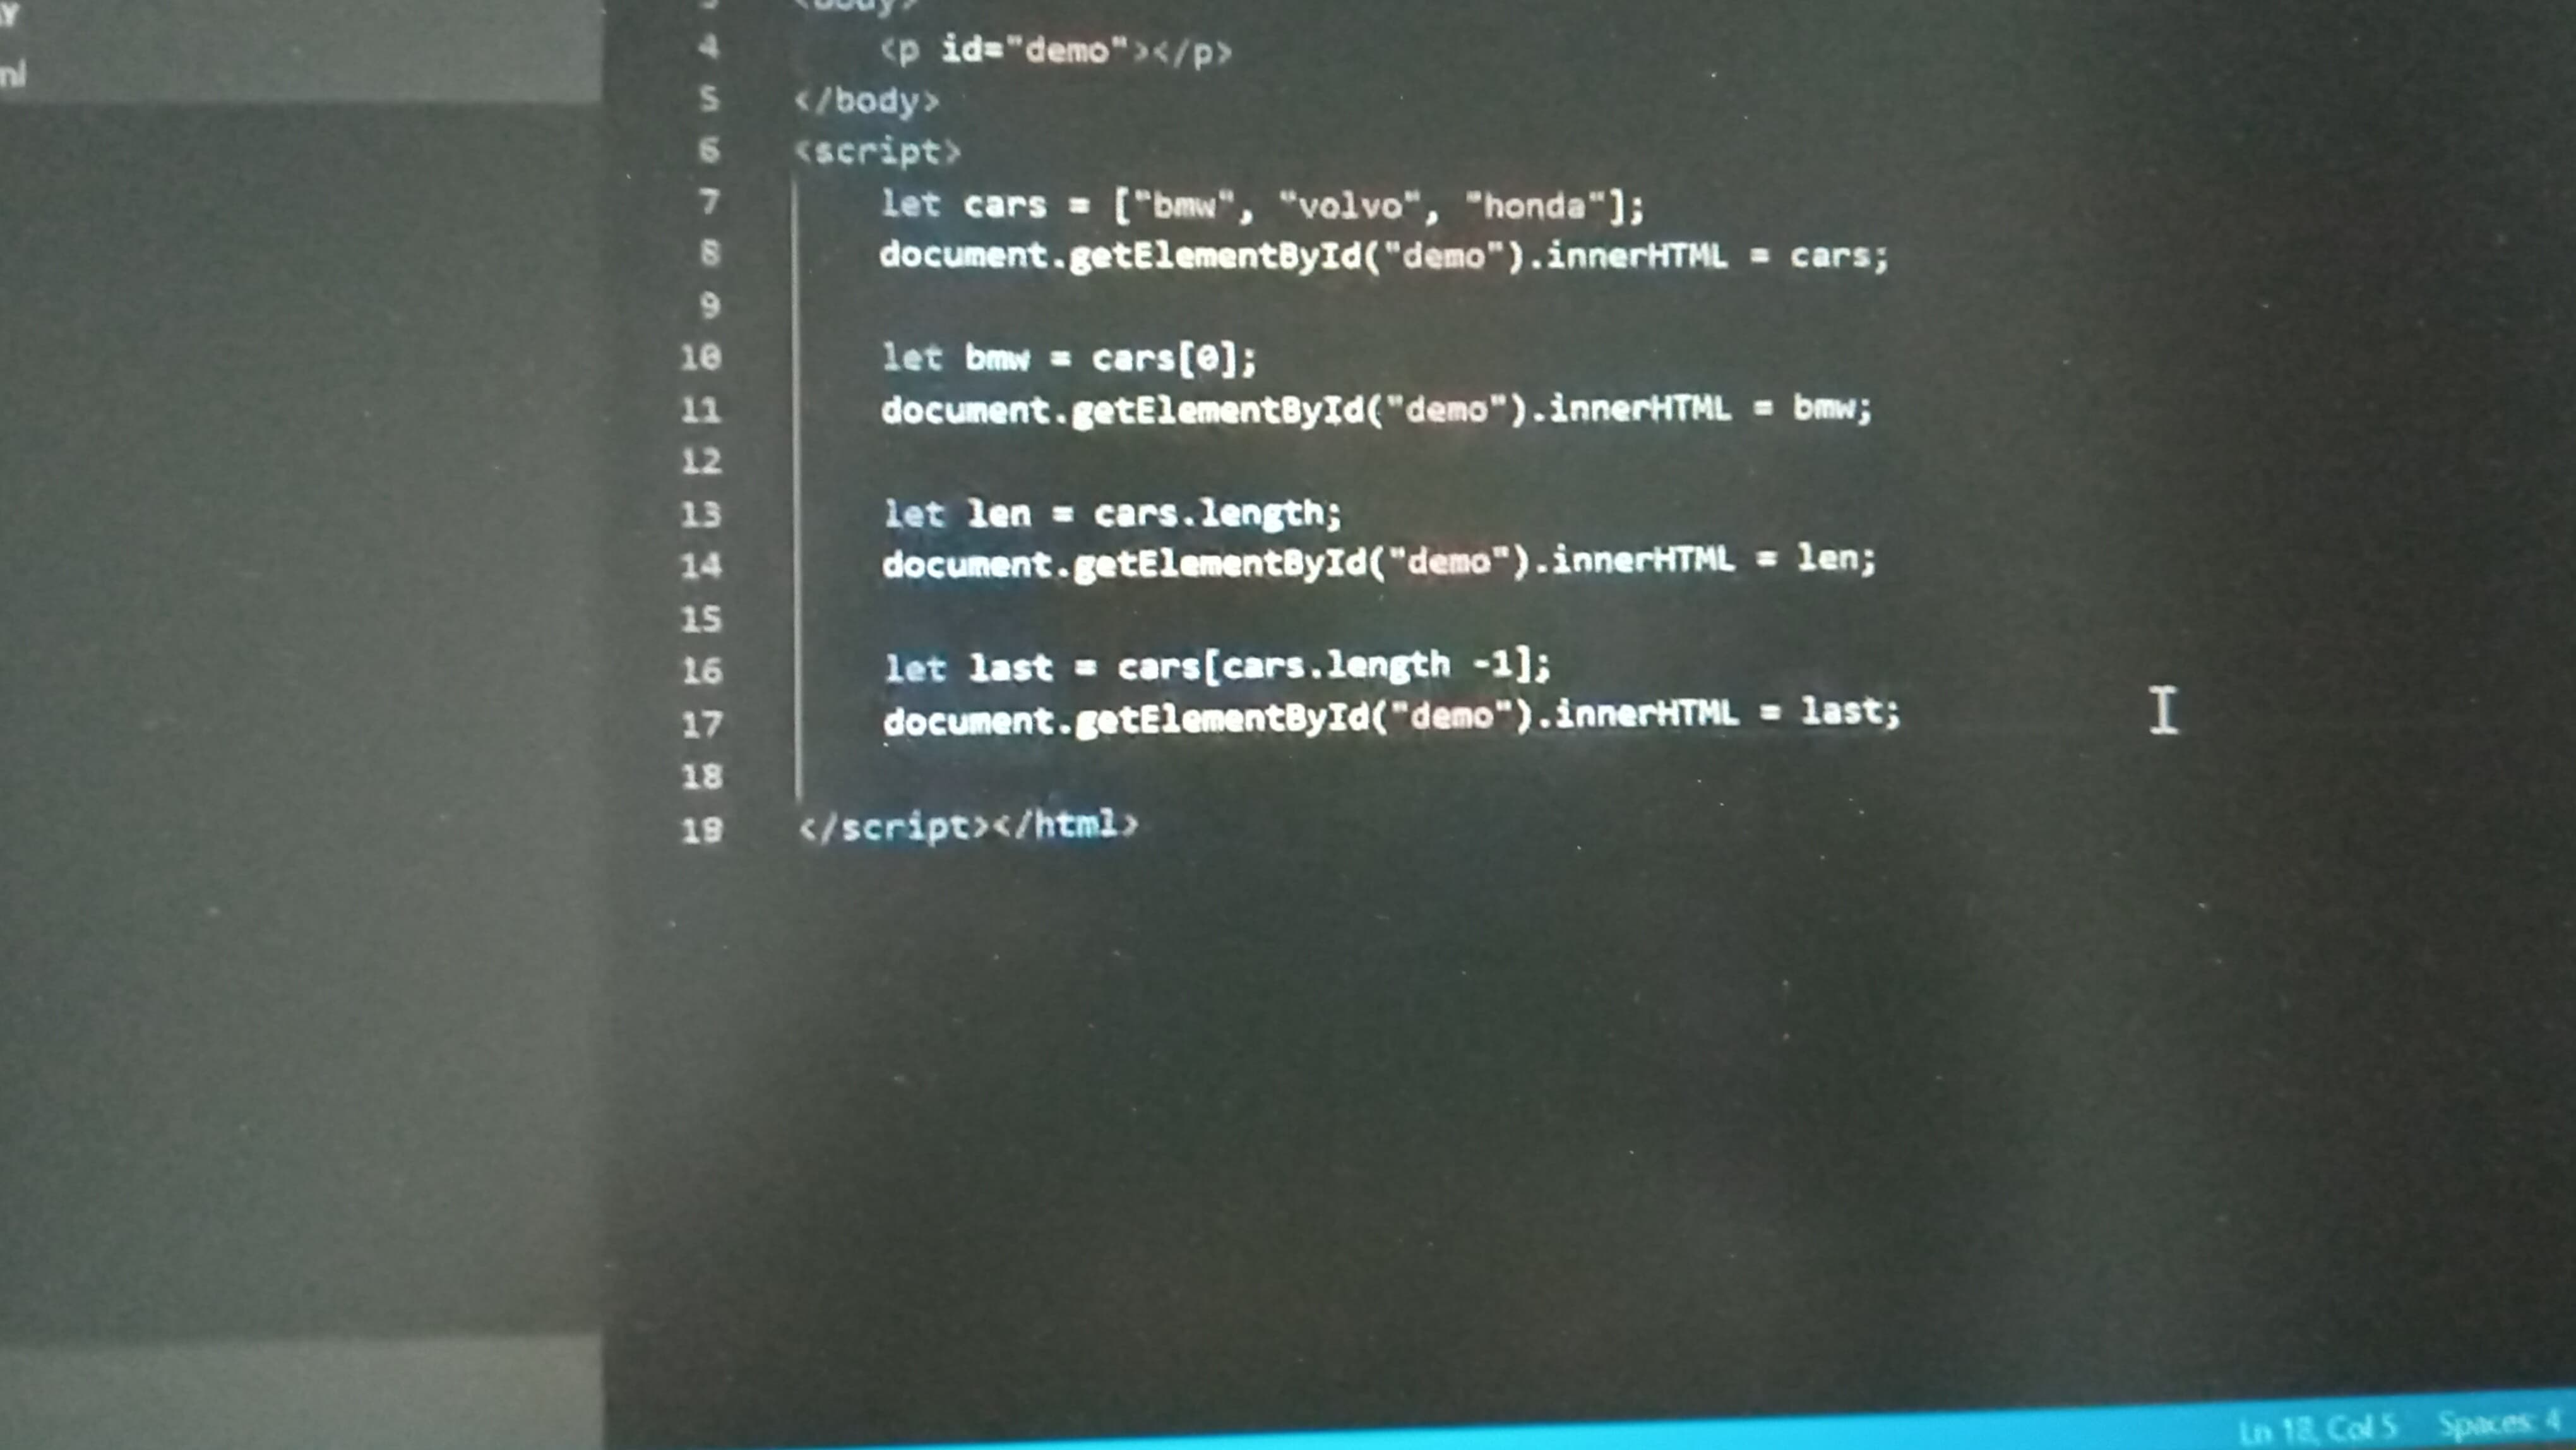 3 <body>
4 <p id="demo"></p>
5 </body>
6 <script>
7 let cars = ["bmw", "volvo", "honda"];
8 document.getElementById("demo").innerHTML = cars;
9
10 let bmw = cars[0];
11 document.getElementById("demo").innerHTML = bmw;
12
13 let len = cars.length;
14 document.getElementById("demo").innerHTML = len;
15
16 let last = cars[cars.length -1];
17 document.getElementById("demo").innerHTML = last;
18
19 </script></html>
Ln 18, Col 5 Spaces: 4